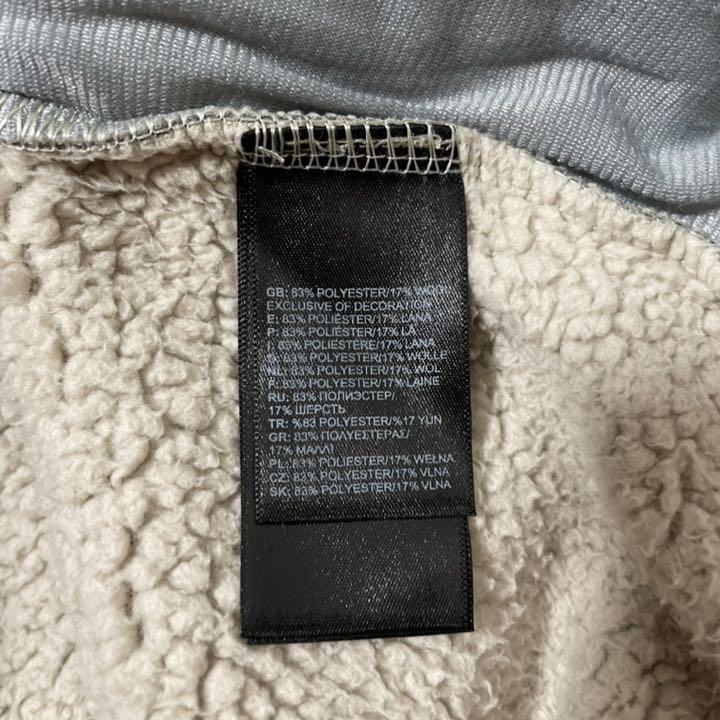 GB: 83% POLYESTER/17% WOOL
EXCLUSIVE OF DECORATION
E: 83% POLIÉSTER/17% LANA
P: 83% POLIÉSTER/17% LÃ
I: 83% POLIESTERE/17% LANA
D: 83% POLYESTER/17% WOLLE
NL: 83% POLYESTER/17% WOL
F: 83% POLYESTER/17% LAINE
RU: 83% ПОЛИЭСТЕР/
17% ШЕРСТЬ
TR: %83 POLYESTER/%17 YÜN
GR: 83% ΠΟΛΥΕΣΤΕΡΑΣ/
17% ΜΑΛΛΙ
PL: 83% POLIESTER/17% WEŁNA
CZ: 83% POLYESTER/17% VLNA
SK: 83% POLYESTER/17% VLNA